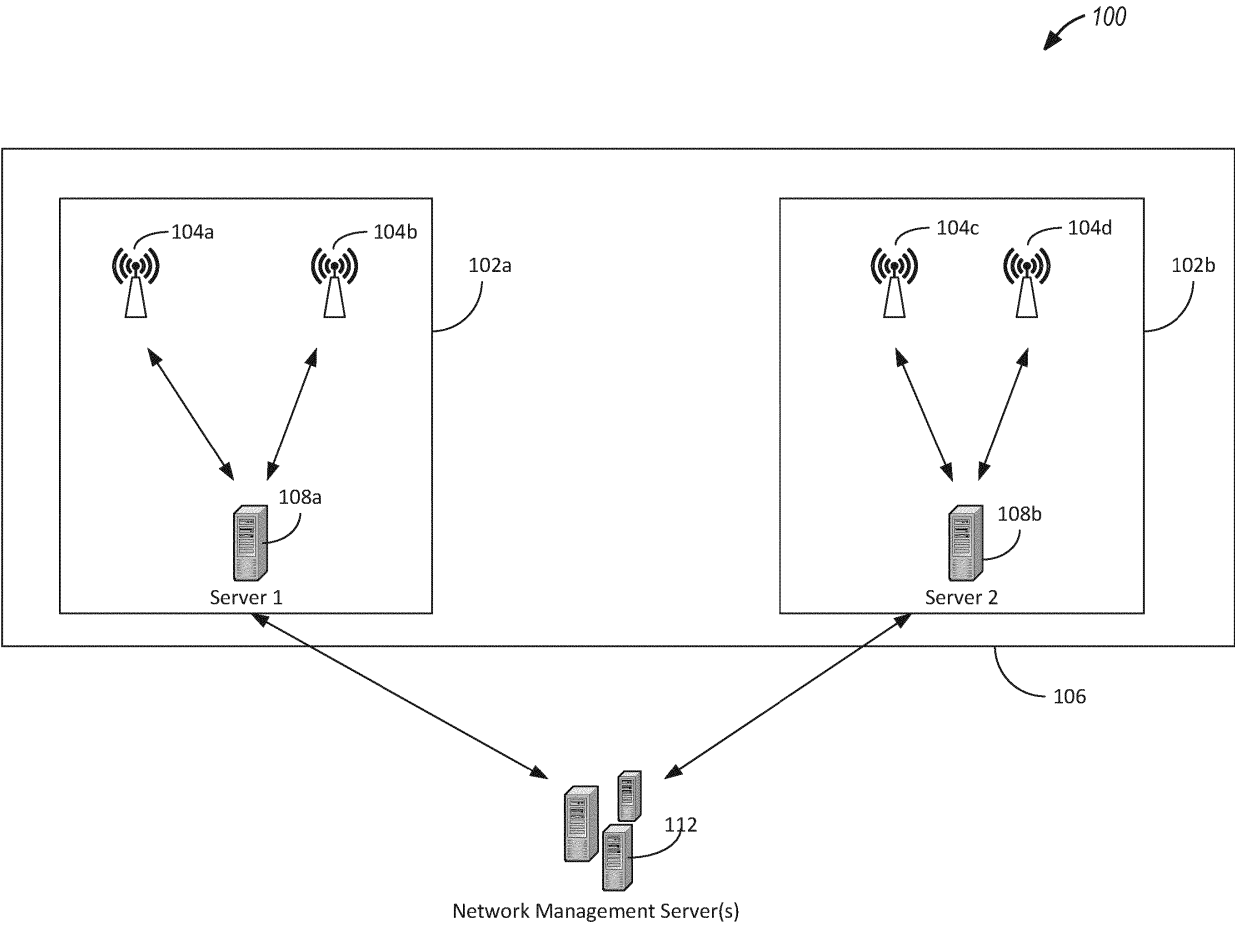 100
104a
104b
104c
104d
102a
102b
108a
108b
Server 1
Server 2
106
112
Network Management Server(s)